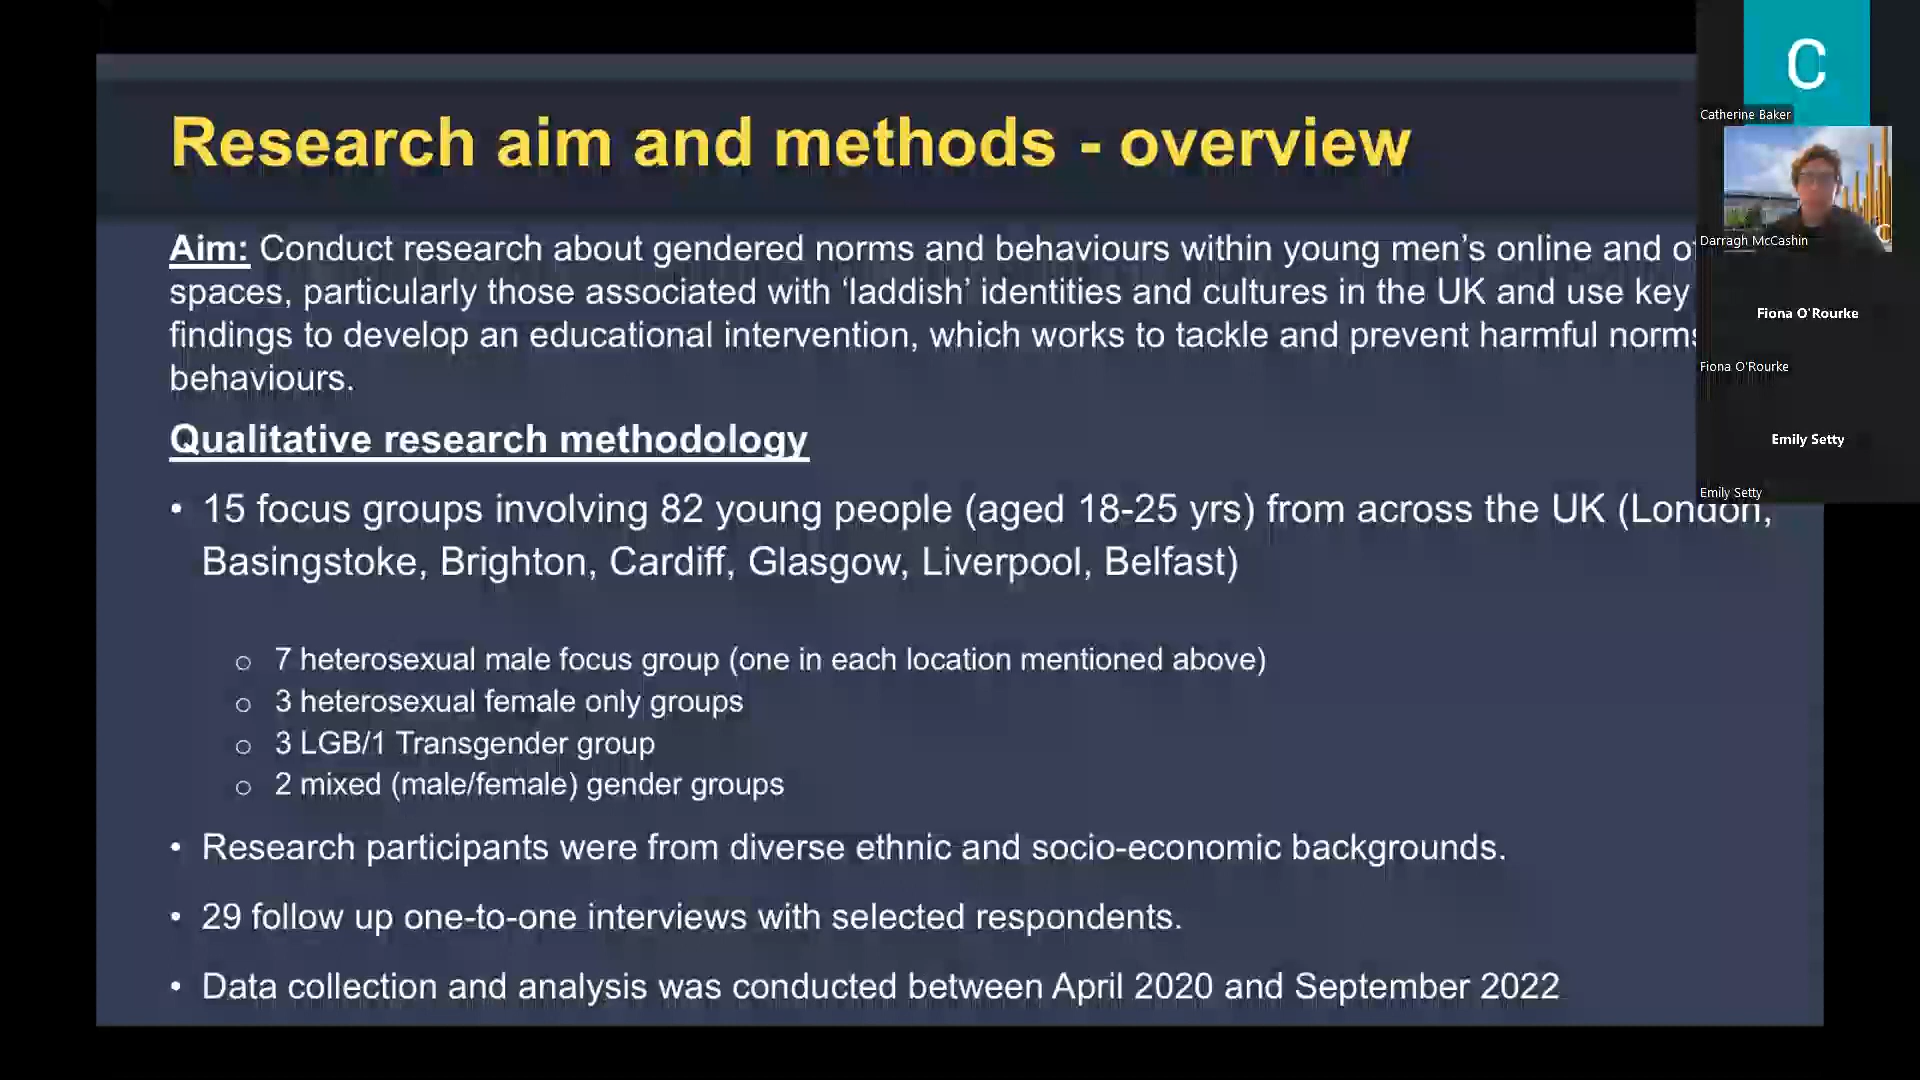 Research aim and methods - overview
Aim: Conduct research about gendered norms and behaviours within young men’s online and
spaces, particularly those associated with ‘laddish’ identities and cultures in the UK and use key
findings to develop an educational intervention, which works to tackle and prevent harmful norms
behaviours.
Qualitative research methodology
• 15 focus groups involving 82 young people (aged 18-25 yrs) from across the UK (London,
Basingstoke, Brighton, Cardiff, Glasgow, Liverpool, Belfast)
o 7 heterosexual male focus group (one in each location mentioned above)
o 3 heterosexual female only groups
o 3 LGB/1 Transgender group
o 2 mixed (male/female) gender groups
• Research participants were from diverse ethnic and socio-economic backgrounds.
• 29 follow up one-to-one interviews with selected respondents.
• Data collection and analysis was conducted between April 2020 and September 2022
C
Catherine Baker
Darragh McCashin
Fiona O'Rourke
Fiona O'Rourke
Emily Setty
Emily Setty